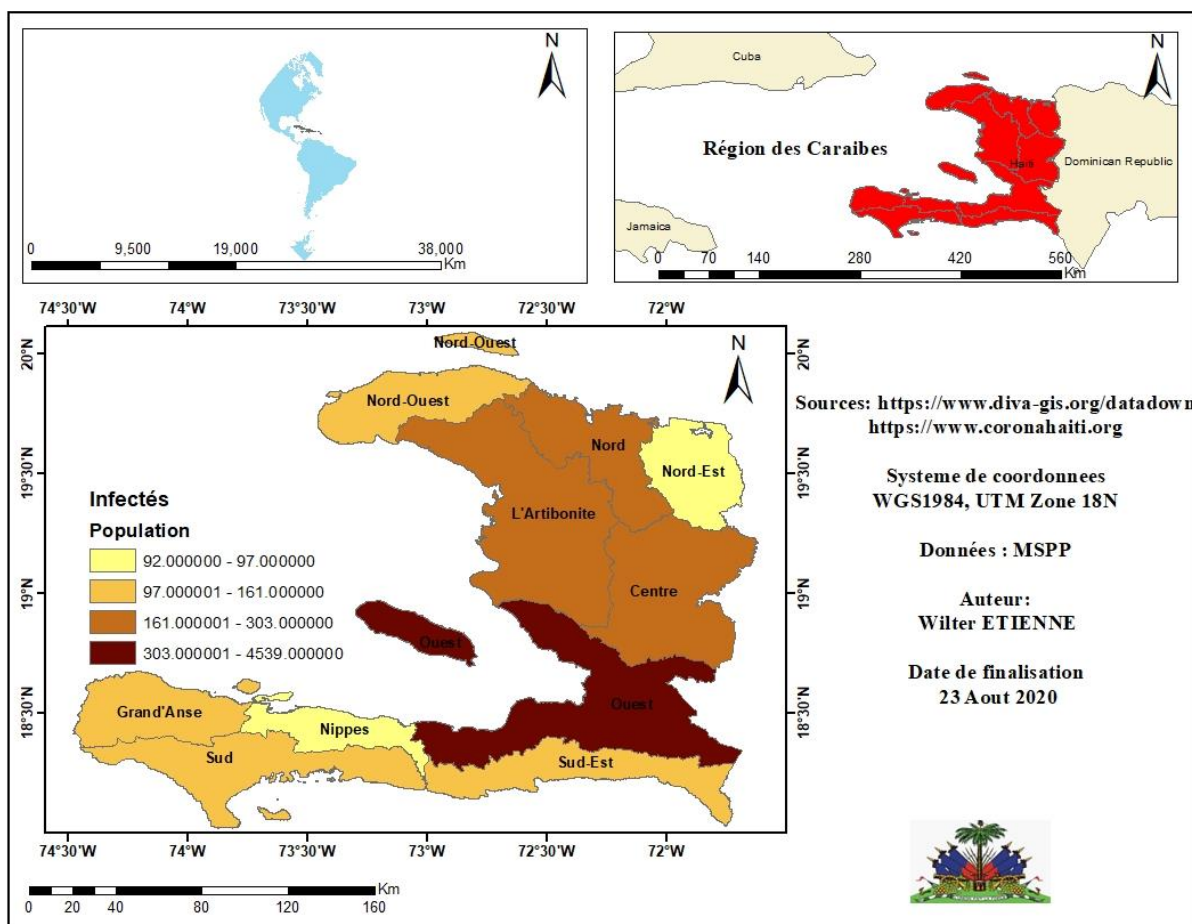 N
0 9,500 19,000 38,000
Km
N
Cuba
Région des Caraibes
Haiti
Dominican Republic
Jamaica
0 70 140 280 420 560
Km
74°30'W 74°W 73°30'W 73°W 72°30'W 72°W
20°N
19°30'N
19°N
18°30'N
N
Nord-Ouest
Nord-Ouest
Nord
Nord-Est
L'Artibonite
Centre
Ouest
Ouest
Grand'Anse
Nippes
Sud
Sud-Est
Infectés
Population
92.000000 - 97.000000
97.000001 - 161.000000
161.000001 - 303.000000
303.000001 - 4539.000000
20°N
19°30'N
19°N
18°30'N
74°30'W 74°W 73°30'W 73°W 72°30'W 72°W
Km
0 20 40 80 120 160
Sources: https://www.diva-gis.org/datadown
https://www.coronahaiti.org
Systeme de coordonnees
WGS1984, UTM Zone 18N
Données : MSPP
Auteur:
Wilter ETIENNE
Date de finalisation
23 Aout 2020